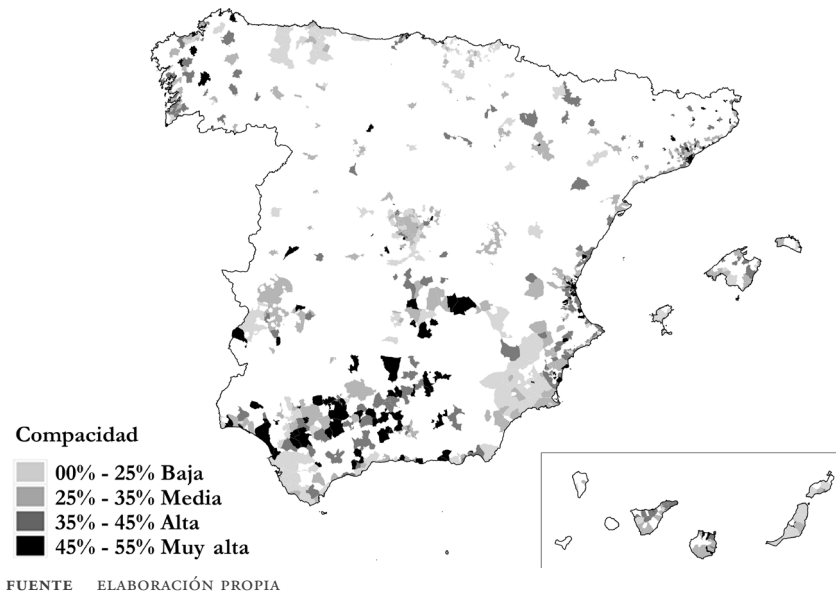 Compacidad
00% - 25% Baja
25% - 35% Media
35% - 45% Alta
45% - 55% Muy alta
FUENTE ELABORACIÓN PROPIA